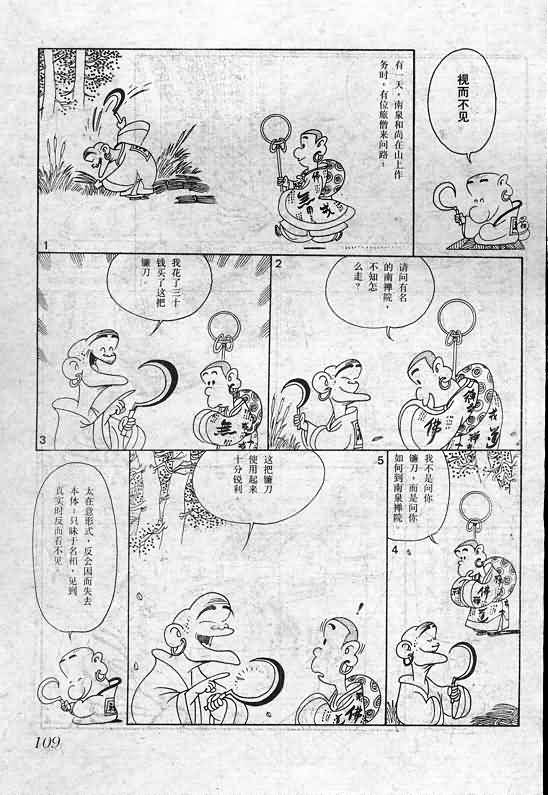 视而不见
有一天，南泉和尚在山上作
务时，有位旅僧来问路：
1
2
请问有名
的南禅院，
不知怎
么走？
3
我花了三十
钱买了这把
镰刀．
4
我不是问你
镰刀，而是问你
如何到南泉禅院。
5
这把镰刀
使用起来
十分锐利
太在意形式，反会因而失去
本体：只昧于名相，见到
真实时反而看不见。
佛
無
道
109